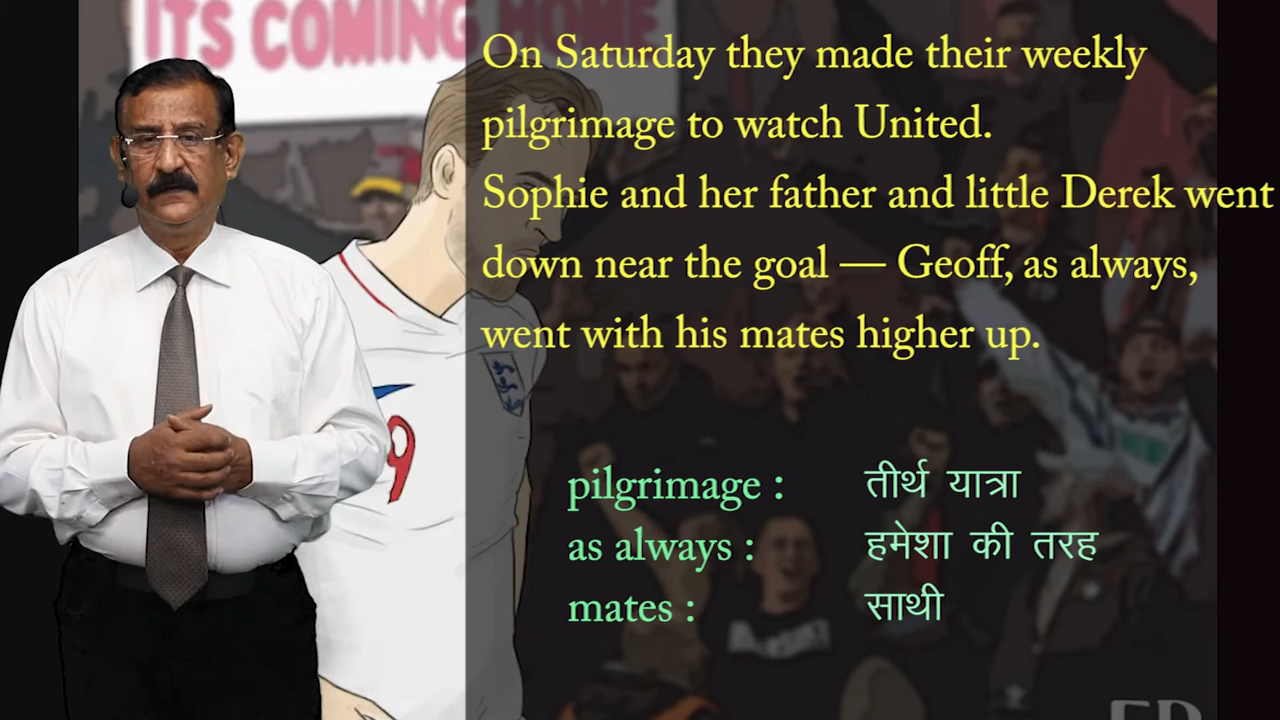 ITS COMING HOME
On Saturday they made their weekly
pilgrimage to watch United.
Sophie and her father and little Derek went
down near the goal — Geoff, as always,
went with his mates higher up.
9
pilgrimage : तीर्थ यात्रा
as always : हमेशा की तरह
mates : साथी